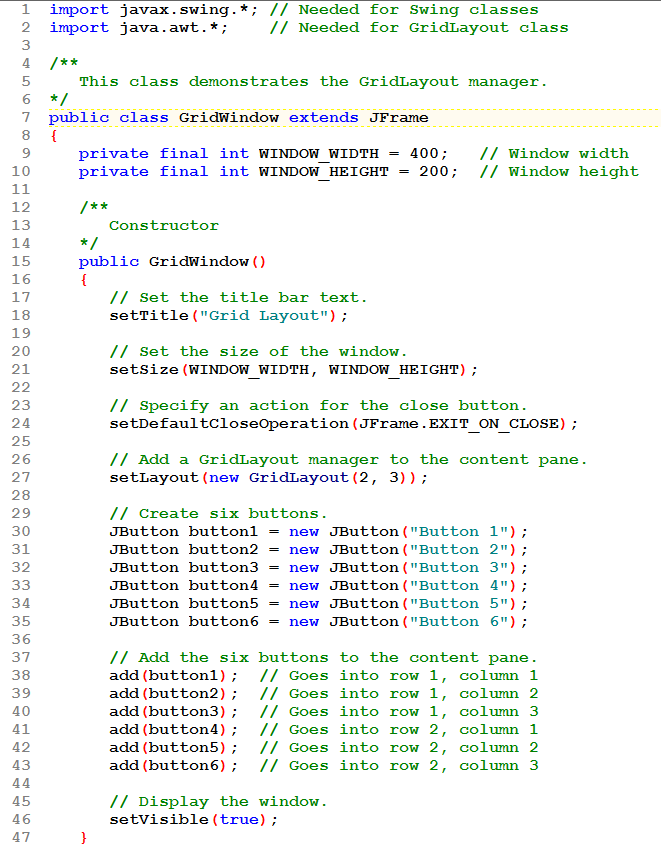 1 import javax.swing.*; // Needed for Swing classes
2 import java.awt.*;    // Needed for GridLayout class
3
4 /**
5    This class demonstrates the GridLayout manager.
6 */
7 public class GridWindow extends JFrame
8 {
9    private final int WINDOW_WIDTH = 400;   // Window width
10    private final int WINDOW_HEIGHT = 200;  // Window height
11
12    /**
13       Constructor
14    */
15    public GridWindow()
16    {
17       // Set the title bar text.
18       setTitle("Grid Layout");
19
20       // Set the size of the window.
21       setSize(WINDOW_WIDTH, WINDOW_HEIGHT);
22
23       // Specify an action for the close button.
24       setDefaultCloseOperation(JFrame.EXIT_ON_CLOSE);
25
26       // Add a GridLayout manager to the content pane.
27       setLayout(new GridLayout(2, 3));
28
29       // Create six buttons.
30       JButton button1 = new JButton("Button 1");
31       JButton button2 = new JButton("Button 2");
32       JButton button3 = new JButton("Button 3");
33       JButton button4 = new JButton("Button 4");
34       JButton button5 = new JButton("Button 5");
35       JButton button6 = new JButton("Button 6");
36
37       // Add the six buttons to the content pane.
38       add(button1);  // Goes into row 1, column 1
39       add(button2);  // Goes into row 1, column 2
40       add(button3);  // Goes into row 1, column 3
41       add(button4);  // Goes into row 2, column 1
42       add(button5);  // Goes into row 2, column 2
43       add(button6);  // Goes into row 2, column 3
44
45       // Display the window.
46       setVisible(true);
47    }